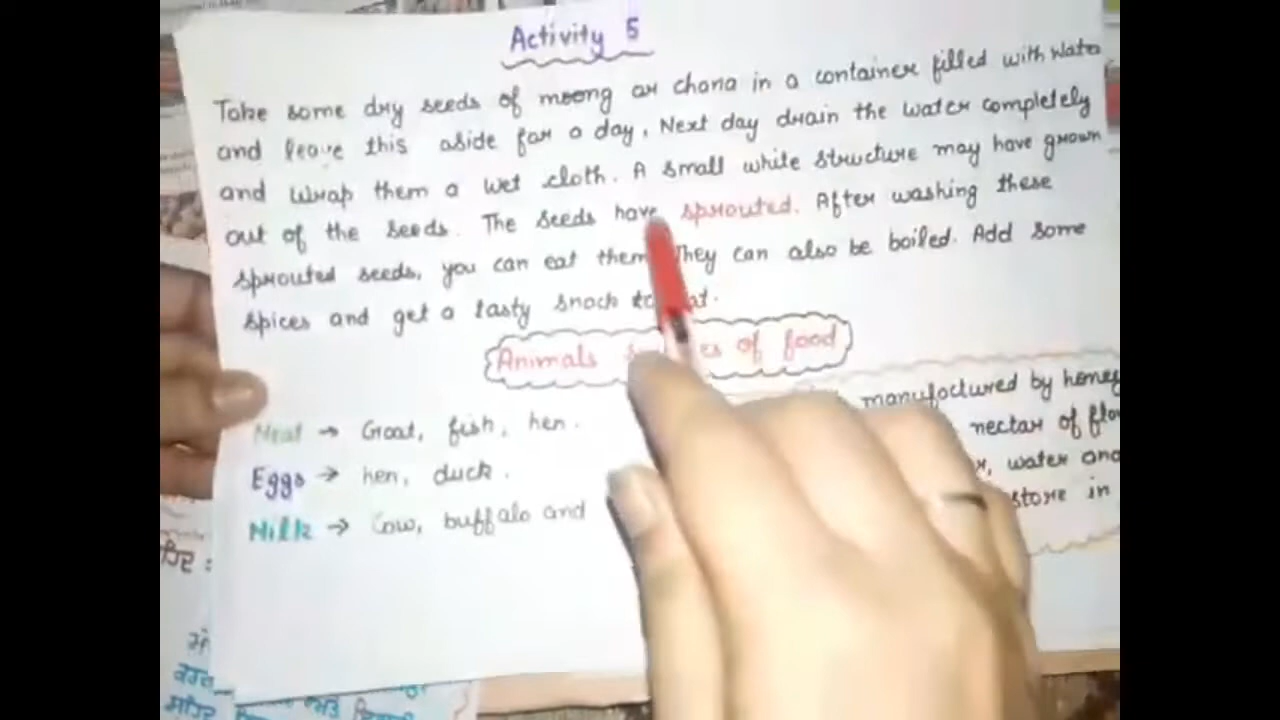 Activity 5
Take some dry seeds of moong or chana in a container filled with Water
and leave this aside for a day. Next day drain the water completely
and wrap them a wet cloth. A small white structure may have grown
out of the seeds. The seeds have sprouted. After washing these
sprouted seeds, you can eat them They can also be boiled. Add some
spices and get a tasty snack to eat.
Animals of food
Meat → Goat, fish, hen.
Eggs → hen, duck.
Milk → Cow, buffalo and
manufactured by honey
nectar of
water and
store in